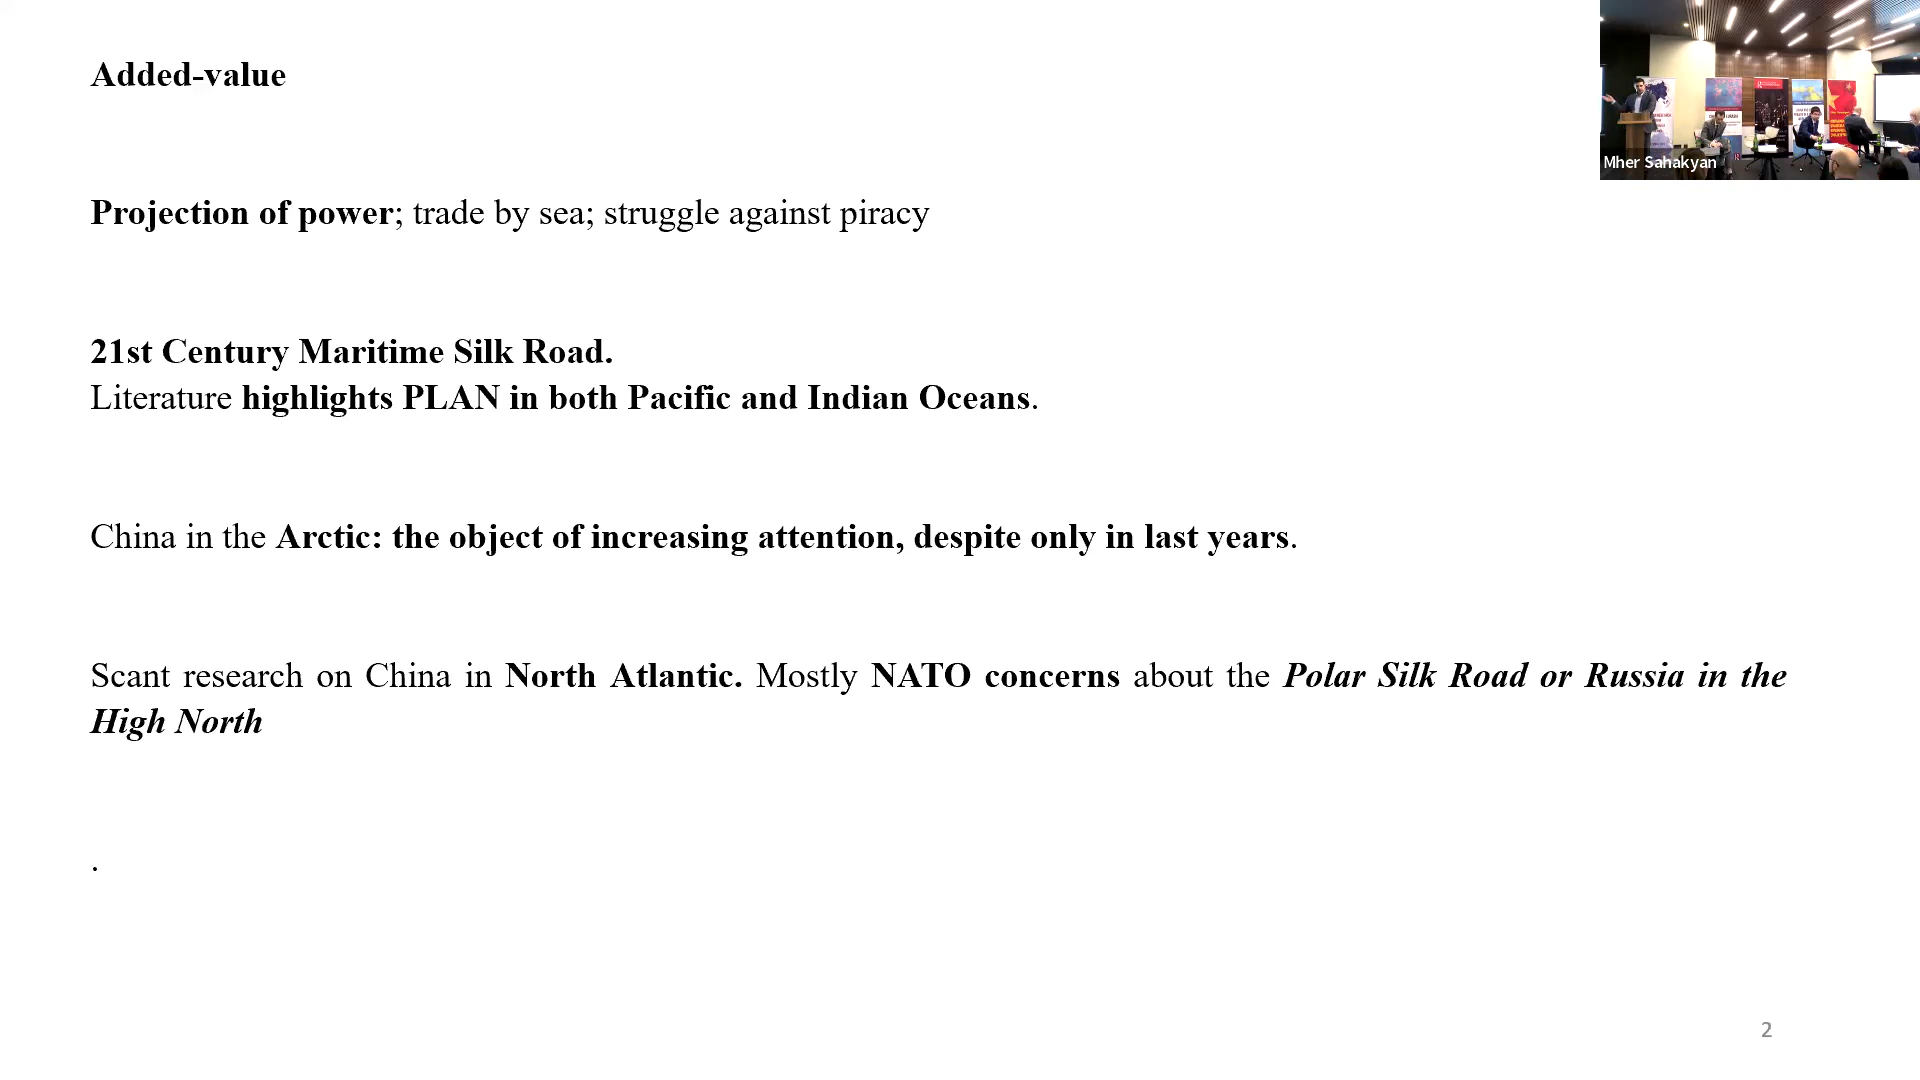 Added-value
Projection of power; trade by sea; struggle against piracy
21st Century Maritime Silk Road.
Literature highlights PLAN in both Pacific and Indian Oceans.
China in the Arctic: the object of increasing attention, despite only in last years.
Scant research on China in North Atlantic. Mostly NATO concerns about the Polar Silk Road or Russia in the
High North
.
2
Mher Sahakyan